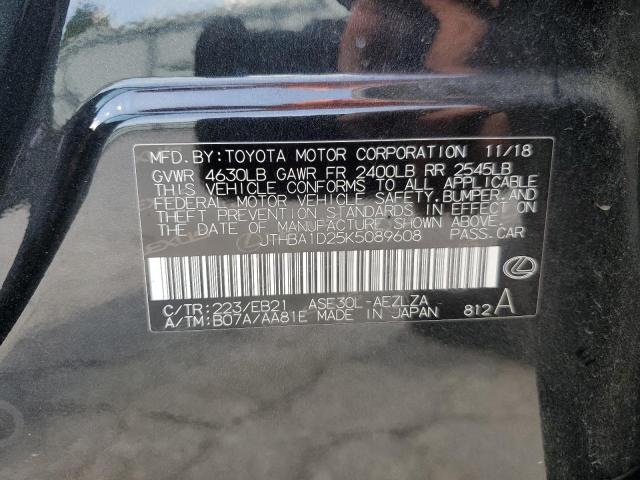 MFD.BY:TOYOTA MOTOR CORPORATION 11/18
GVWR 4630LB GAWR FR 2400LB RR 2545LB
THIS VEHICLE CONFORMS TO ALL APPLICABLE
FEDERAL MOTOR VEHICLE SAFETY,BUMPER,AND
THEFT PREVENTION STANDARDS IN EFFECT ON
THE DATE OF MANUFACTURE SHOWN ABOVE.
JTHBA1D25K5089608 PASS.CAR
C/TR:223/EB21 ASE30L-AEZLZA
A/TM:B07A/AA81E MADE IN JAPAN 812A